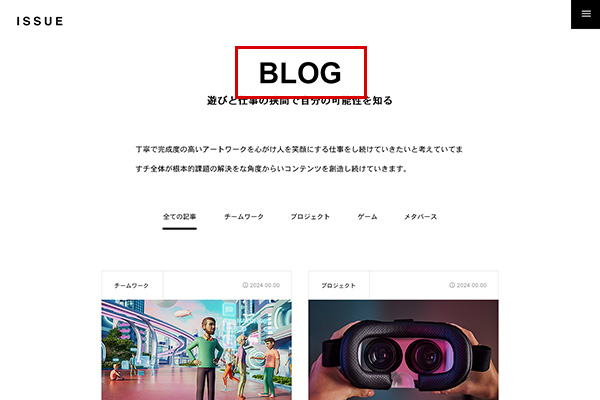 ISSUE
BLOG
遊びと仕事の狭間で自分の可能性を知る
丁寧で完成度の高いアートワークを心がけ人を笑顔にする仕事をし続けていきたいと考えていてま
すチ全体が根本的課題の解決をな角度からいコンテンツを創造し続けていきます。
全ての記事 チームワーク プロジェクト ゲーム メタバース
チームワーク 2024.00.00 プロジェクト 2024.00.00